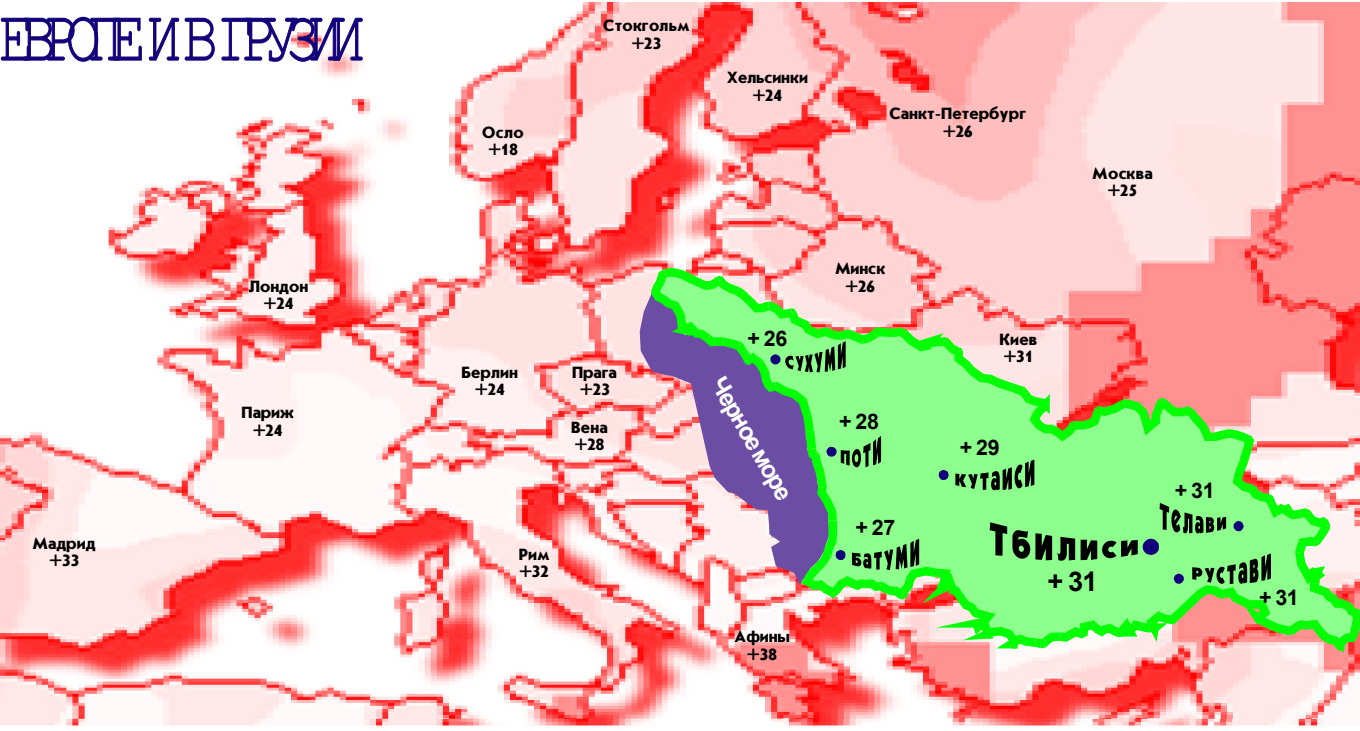 ЕВРОПЕ И В ГРУЗИИ
Стокгольм
+23
Хельсинки
+24
Санкт-Петербург
+26
Осло
+18
Москва
+25
Минск
+26
Лондон
+24
Киев
+31
Берлин
+24
Прага
+23
Париж
+24
Вена
+28
Мадрид
+33
Рим
+32
Афины
+38
Черное море
+ 26
СУХУМИ
+ 28
ПОТИ
+ 29
КУТАИСИ
+ 27
БАТУМИ
+ 31
Телави
Тбилиси
+ 31
РУСТАВИ
+ 31